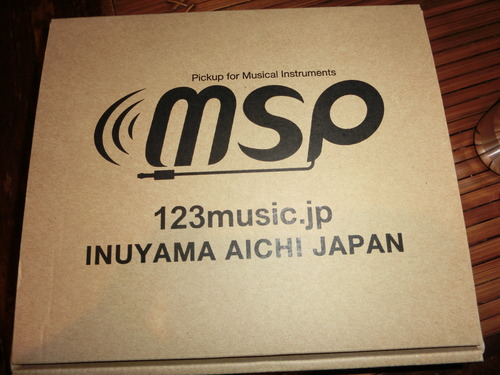 Pickup for Musical Instruments
msp
123music.jp
INUYAMA AICHI JAPAN